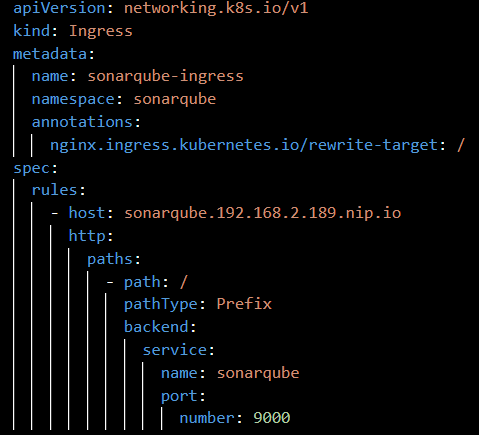 apiVersion: networking.k8s.io/v1
kind: Ingress
metadata:
  name: sonarqube-ingress
  namespace: sonarqube
  annotations:
    nginx.ingress.kubernetes.io/rewrite-target: /
spec:
  rules:
    - host: sonarqube.192.168.2.189.nip.io
      http:
        paths:
          - path: /
            pathType: Prefix
            backend:
              service:
                name: sonarqube
                port:
                  number: 9000